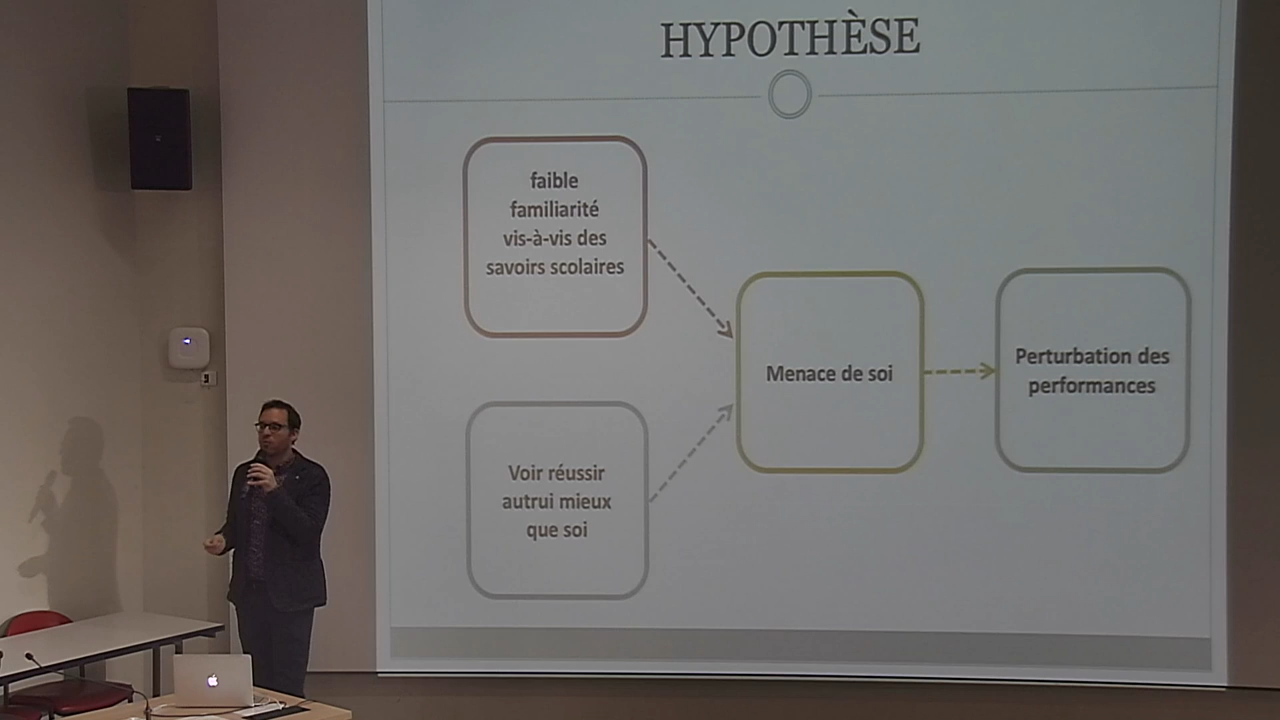 HYPOTHÈSE
faible
familiarité
vis-à-vis des
savoirs scolaires
Voir réussir
autrui mieux
que soi
Menace de soi
Perturbation des
performances